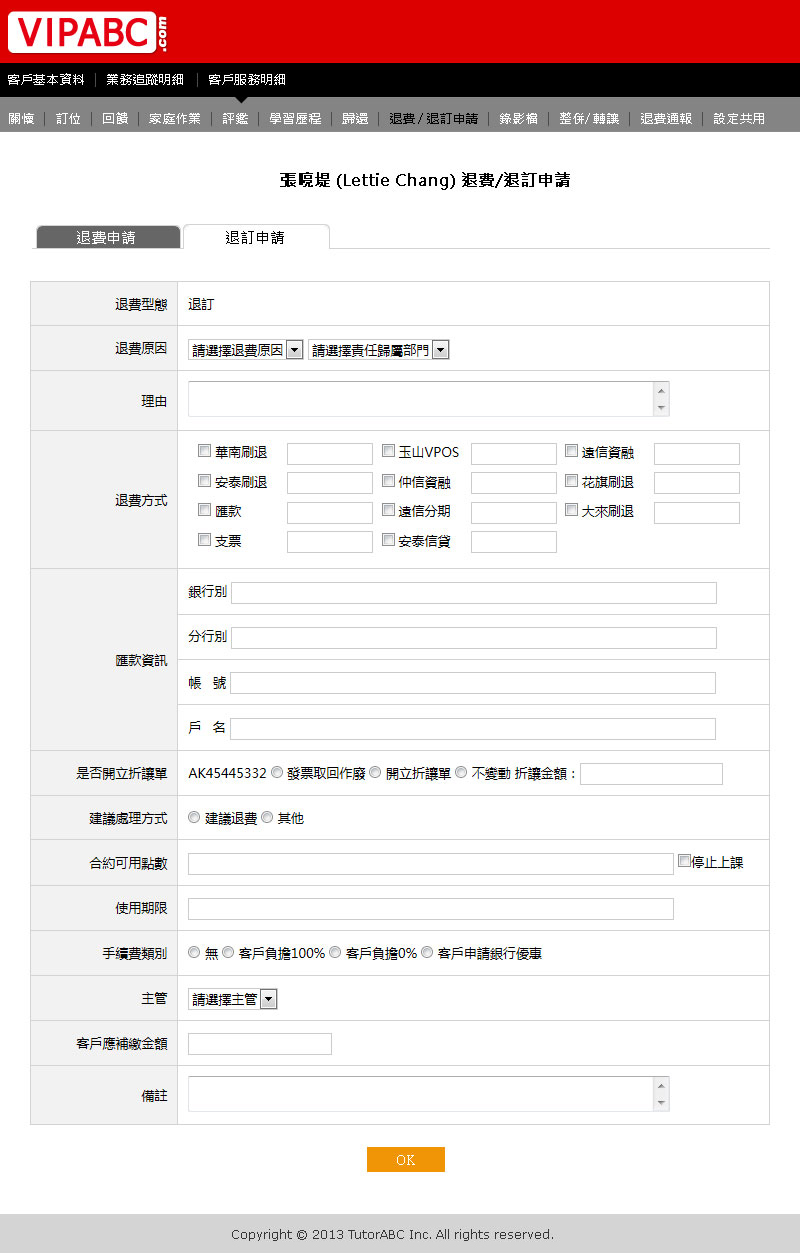 VIPABC.com
客戶基本資料 | 業務追蹤明細 | 客戶服務明細
關懷 | 訂位 | 回饋 | 家庭作業 | 評鑑 | 學習歷程 | 歸還 | 退費/退訂申請 | 錄影檔 | 整併/轉讓 | 退費通報 | 設定共用
張嘵堤 (Lettie Chang) 退費/退訂申請
退費申請 退訂申請
退費型態 退訂
退費原因 請選擇退費原因 請選擇責任歸屬部門
理由
華南刷退 玉山VPOS 遠信資融
安泰刷退 仲信資融 花旗刷退
退費方式
匯款 遠信分期 大來刷退
支票 安泰信貸
銀行別
分行別
匯款資訊
帳 號
戶 名
是否開立折讓單 AK45445332 發票取回作廢 開立折讓單 不變動 折讓金額：
建議處理方式 建議退費 其他
合約可用點數 停止上課
使用期限
手續費類別 無 客戶負擔100% 客戶負擔0% 客戶申請銀行優惠
主管 請選擇主管
客戶應補繳金額
備註
OK
Copyright © 2013 TutorABC Inc. All rights reserved.